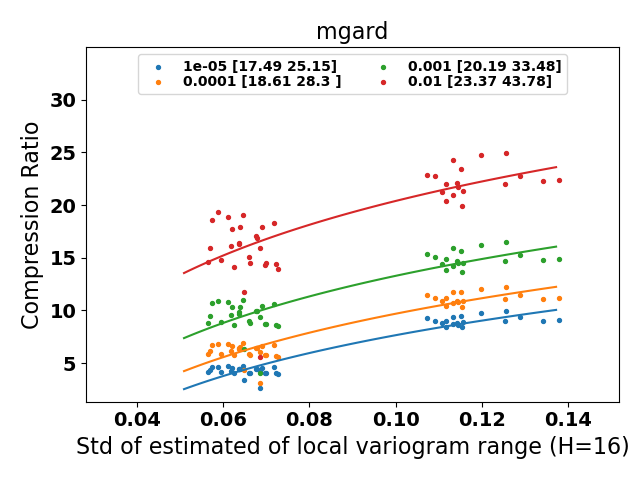 mgard
1e-05 [17.49 25.15]
0.0001 [18.61 28.3 ]
0.001 [20.19 33.48]
0.01 [23.37 43.78]
Compression Ratio
30
25
20
15
10
5
0.04 0.06 0.08 0.10 0.12 0.14
Std of estimated of local variogram range (H=16)